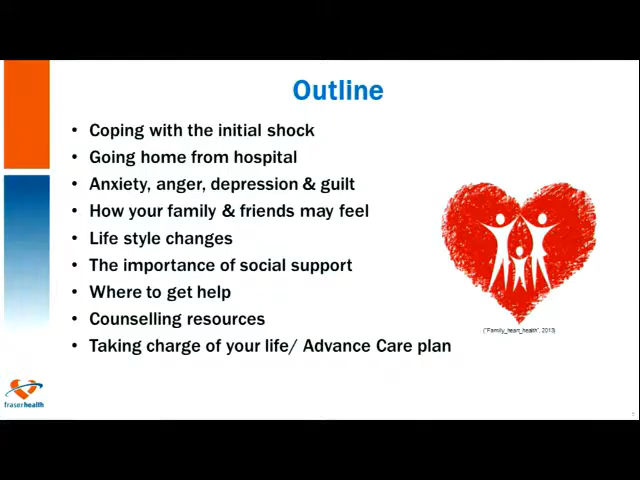 Outline
• Coping with the initial shock
• Going home from hospital
• Anxiety, anger, depression & guilt
• How your family & friends may feel
• Life style changes
• The importance of social support
• Where to get help
• Counselling resources
• Taking charge of your life/ Advance Care plan
("Family_heart_health", 2013)
fraserhealth